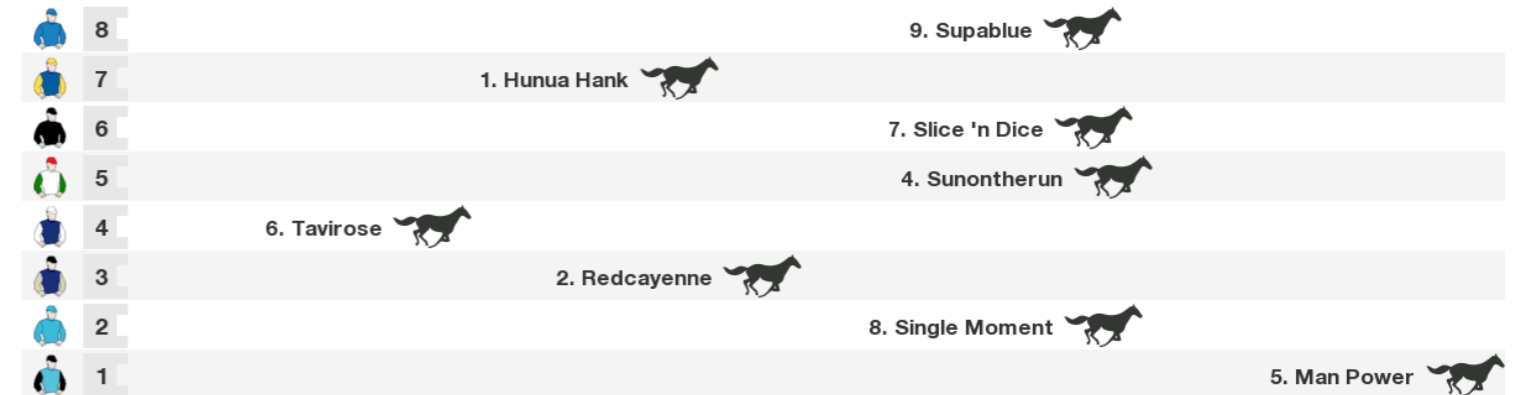 8 9. Supablue
7 1. Hunua Hank
6 7. Slice 'n Dice
5 4. Sunontherun
4 6. Tavirose
3 2. Redcayenne
2 8. Single Moment
1 5. Man Power